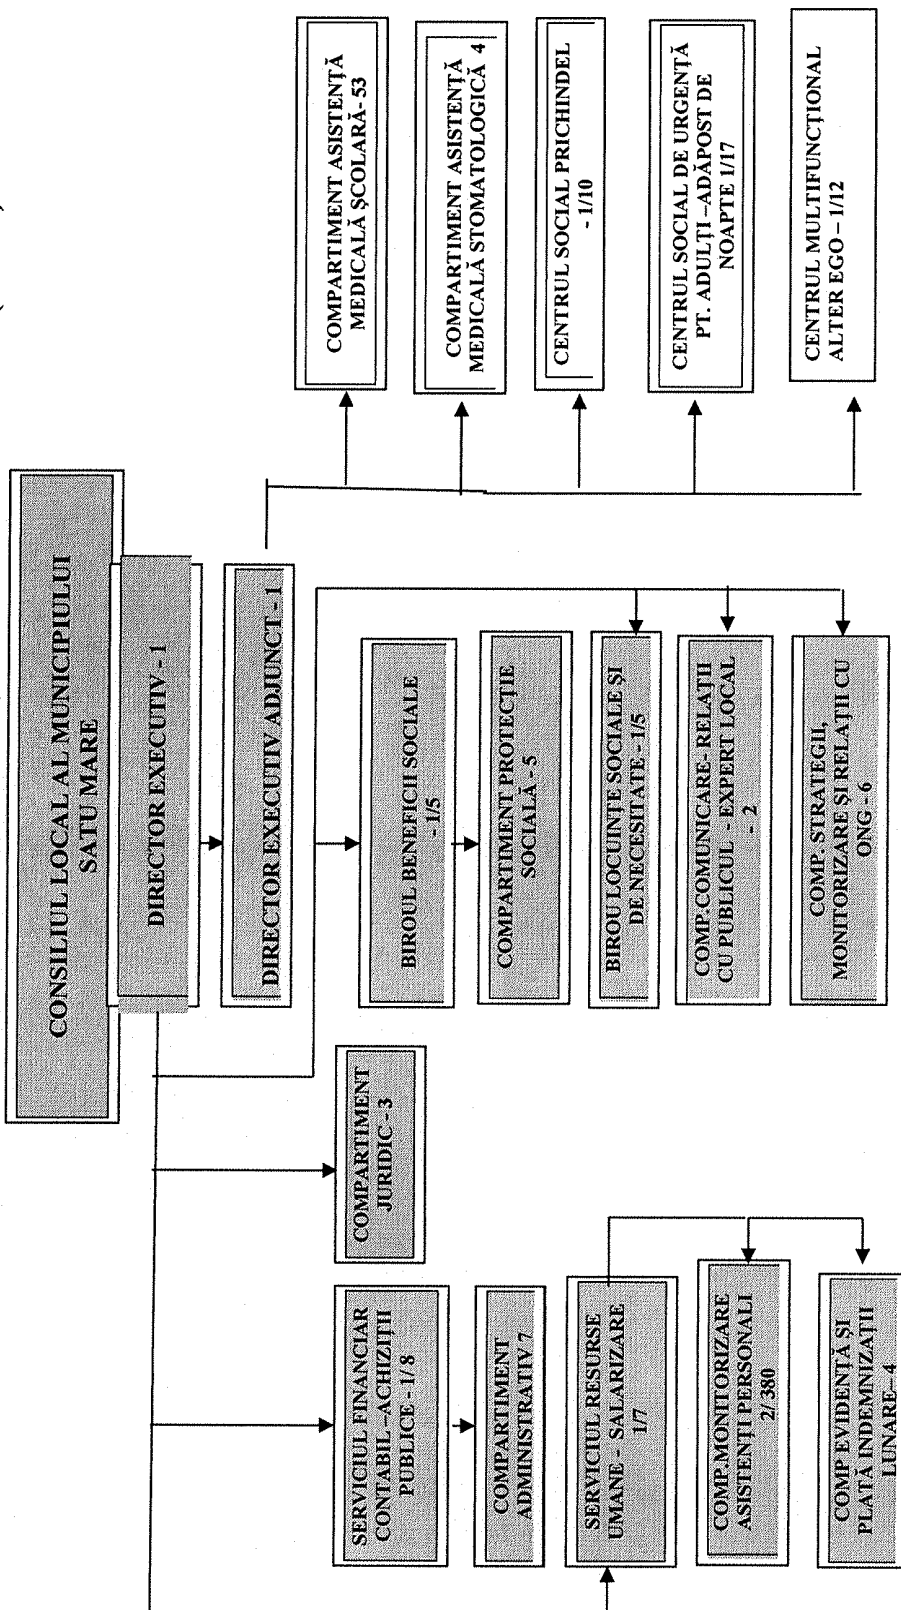 CONSILIUL LOCAL AL MUNICIPIULUI
SATU MARE
DIRECTOR EXECUTIV - 1
DIRECTOR EXECUTIV ADJUNCT - 1
SERVICIUL FINANCIAR
CONTABIL –ACHIZIȚII
PUBLICE - 1/ 8
COMPARTIMENT
ADMINISTRATIV 7
SERVICIUL RESURSE
UMANE - SALARIZARE
1/7
COMP.MONITORIZARE
ASISTENȚI PERSONALI
2/ 380
COMP EVIDENȚĂ ȘI
PLATĂ INDEMNIZAȚII
LUNARE– 4
COMPARTIMENT
JURIDIC - 3
BIROUL BENEFICII SOCIALE
- 1/5
COMPARTIMENT PROTECȚIE
SOCIALĂ - 5
BIROU LOCUINȚE SOCIALE ȘI
DE NECESITATE - 1/5
COMP.COMUNICARE- RELAȚII
CU PUBLICUL - EXPERT LOCAL
- 2
COMP. STRATEGII,
MONITORIZARE ȘI RELAȚII CU
ONG - 6
COMPARTIMENT ASISTENȚĂ
MEDICALĂ ȘCOLARĂ- 53
COMPARTIMENT ASISTENȚĂ
MEDICALĂ STOMATOLOGICĂ 4
CENTRUL SOCIAL PRICHINDEL
- 1/10
CENTRUL SOCIAL DE URGENȚĂ
PT. ADULȚI –ADĂPOST DE
NOAPTE 1/17
CENTRUL MULTIFUNCȚIONAL
ALTER EGO – 1/12